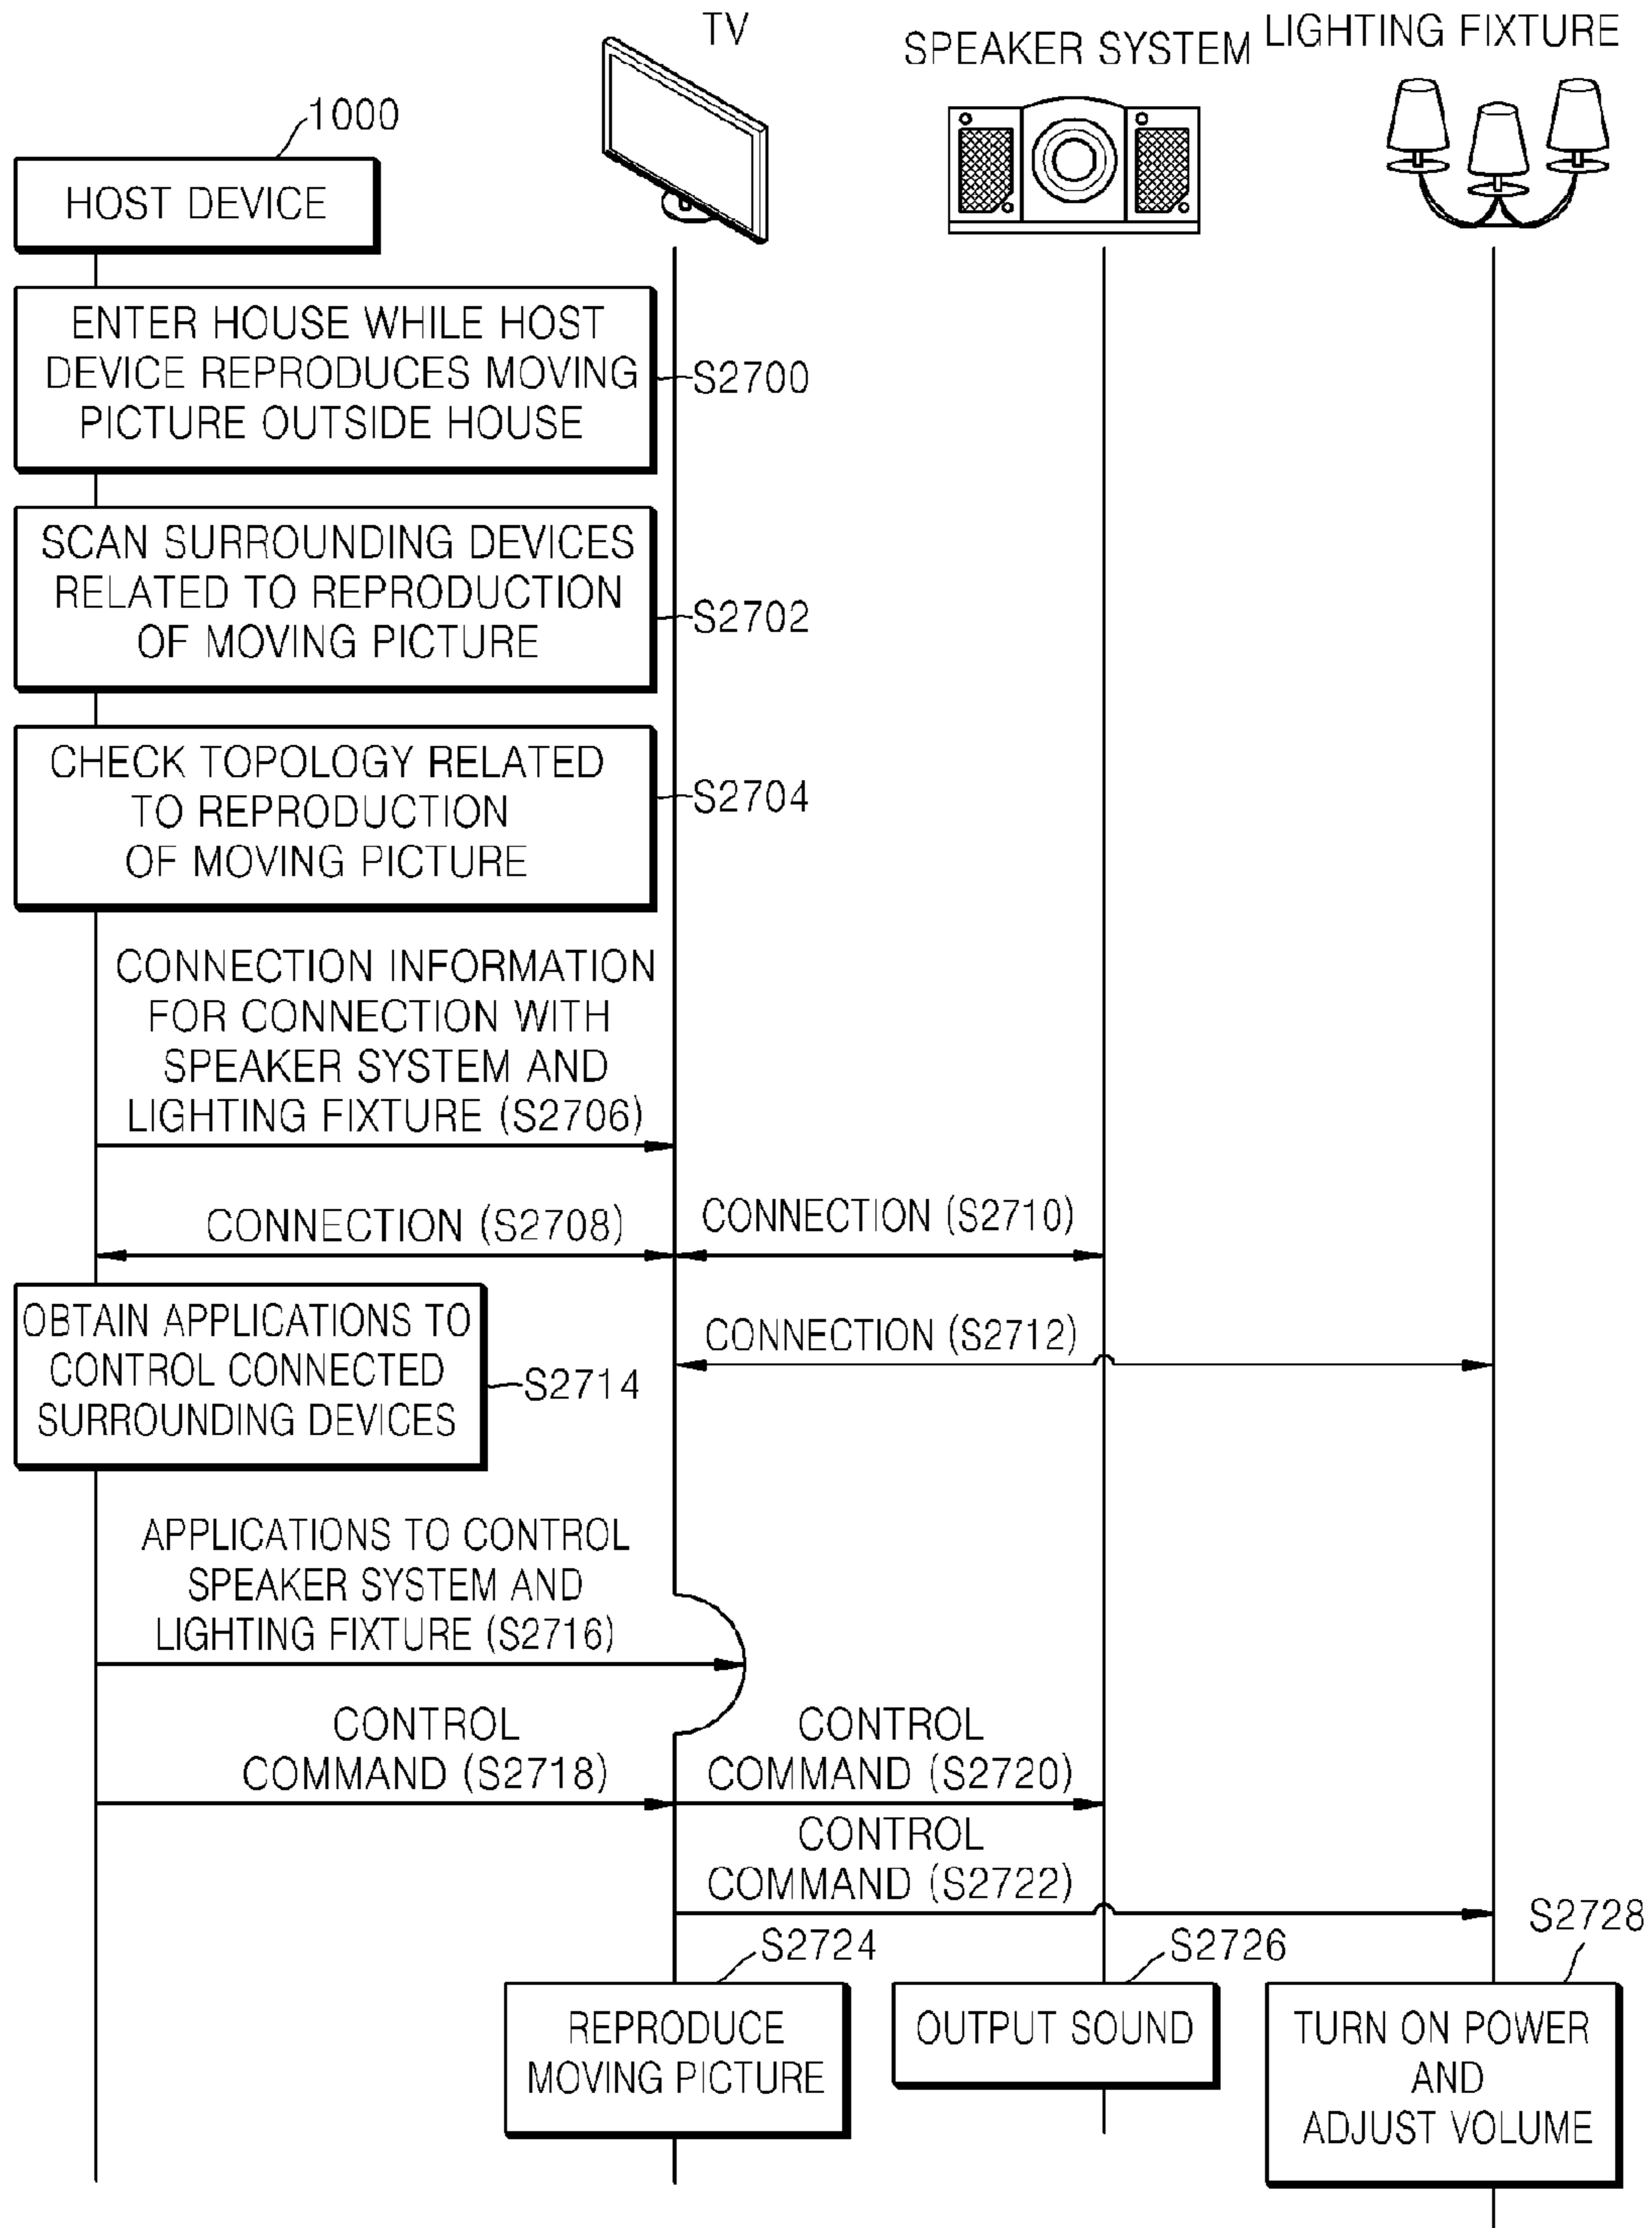 TV
SPEAKER SYSTEM
LIGHTING FIXTURE
1000
HOST DEVICE
ENTER HOUSE WHILE HOST
DEVICE REPRODUCES MOVING
PICTURE OUTSIDE HOUSE
S2700
SCAN SURROUNDING DEVICES
RELATED TO REPRODUCTION
OF MOVING PICTURE
S2702
CHECK TOPOLOGY RELATED
TO REPRODUCTION
OF MOVING PICTURE
S2704
CONNECTION INFORMATION
FOR CONNECTION WITH
SPEAKER SYSTEM AND
LIGHTING FIXTURE (S2706)
CONNECTION (S2708)
CONNECTION (S2710)
OBTAIN APPLICATIONS TO
CONTROL CONNECTED
SURROUNDING DEVICES
S2714
CONNECTION (S2712)
APPLICATIONS TO CONTROL
SPEAKER SYSTEM AND
LIGHTING FIXTURE (S2716)
CONTROL
COMMAND (S2718)
CONTROL
COMMAND (S2720)
CONTROL
COMMAND (S2722)
S2724
S2726
S2728
REPRODUCE
MOVING PICTURE
OUTPUT SOUND
TURN ON POWER
AND
ADJUST VOLUME